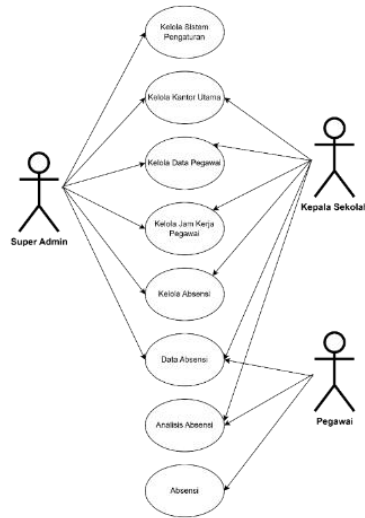 Kelola Sistem
Pengaturan
Kelola Kantor Utama
Kelola Data Pegawai
Kelola Jam Kerja
Pegawai
Kelola Absensi
Data Absensi
Analisis Absensi
Absensi
Super Admin
Kepala Sekolal
Pegawai